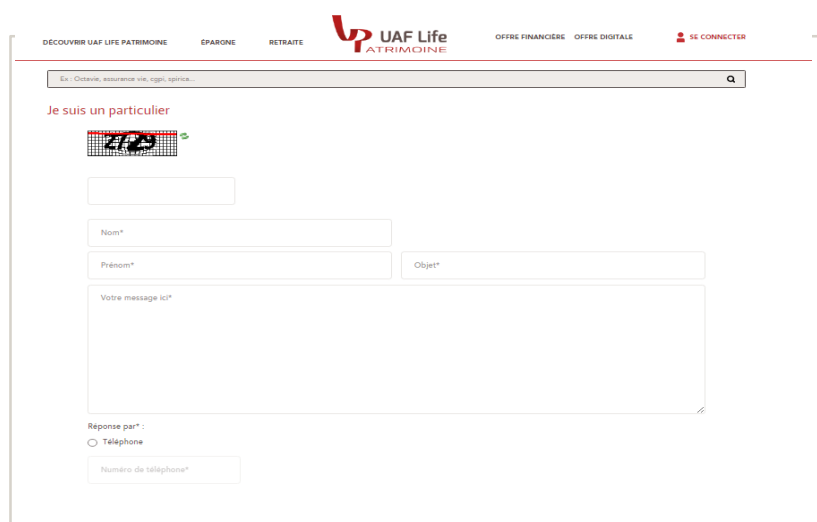 DÉCOUVRIR UAF LIFE PATRIMOINE ÉPARGNE RETRAITE UAF Life PATRIMOINE OFFRE FINANCIÈRE OFFRE DIGITALE SE CONNECTER
Ex : Octavie, assurance vie, cgpi, spirica...
Je suis un particulier
Nom*
Prénom* Objet*
Votre message ici*
Réponse par* :
Téléphone
Numéro de téléphone*